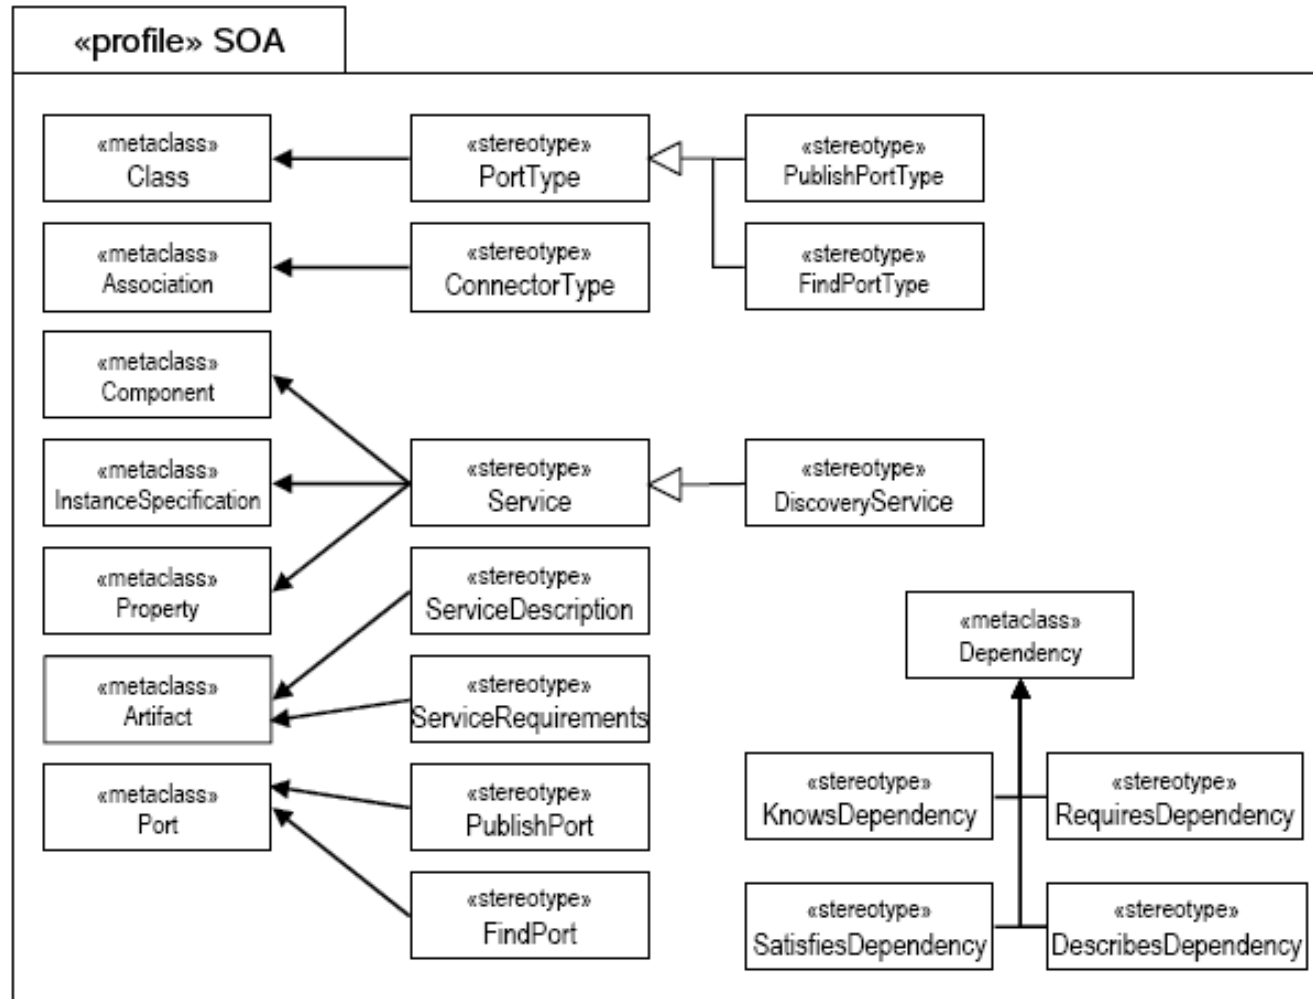 «profile» SOA
«metaclass»
Class
«stereotype»
PortType
«stereotype»
PublishPortType
«metaclass»
Association
«stereotype»
ConnectorType
«stereotype»
FindPortType
«metaclass»
Component
«metaclass»
InstanceSpecification
«stereotype»
Service
«stereotype»
DiscoveryService
«metaclass»
Property
«stereotype»
ServiceDescription
«metaclass»
Dependency
«metaclass»
Artifact
«stereotype»
ServiceRequirements
«metaclass»
Port
«stereotype»
PublishPort
«stereotype»
KnowsDependency
«stereotype»
RequiresDependency
«stereotype»
FindPort
«stereotype»
SatisfiesDependency
«stereotype»
DescribesDependency